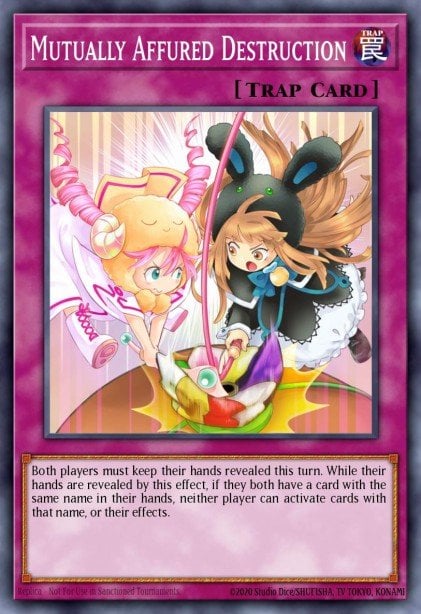 MUTUALLY AFFURED DESTRUCTION
TRAP
罠
[TRAP CARD]
Both players must keep their hands revealed this turn. While their
hands are revealed by this effect, if they both have a card with the
same name in their hands, neither player can activate cards with
that name, or their effects.
Replica - Not For Use in Sanctioned Tournaments
©2020 Studio Dice/SHUEISHA, TV TOKYO, KONAMI